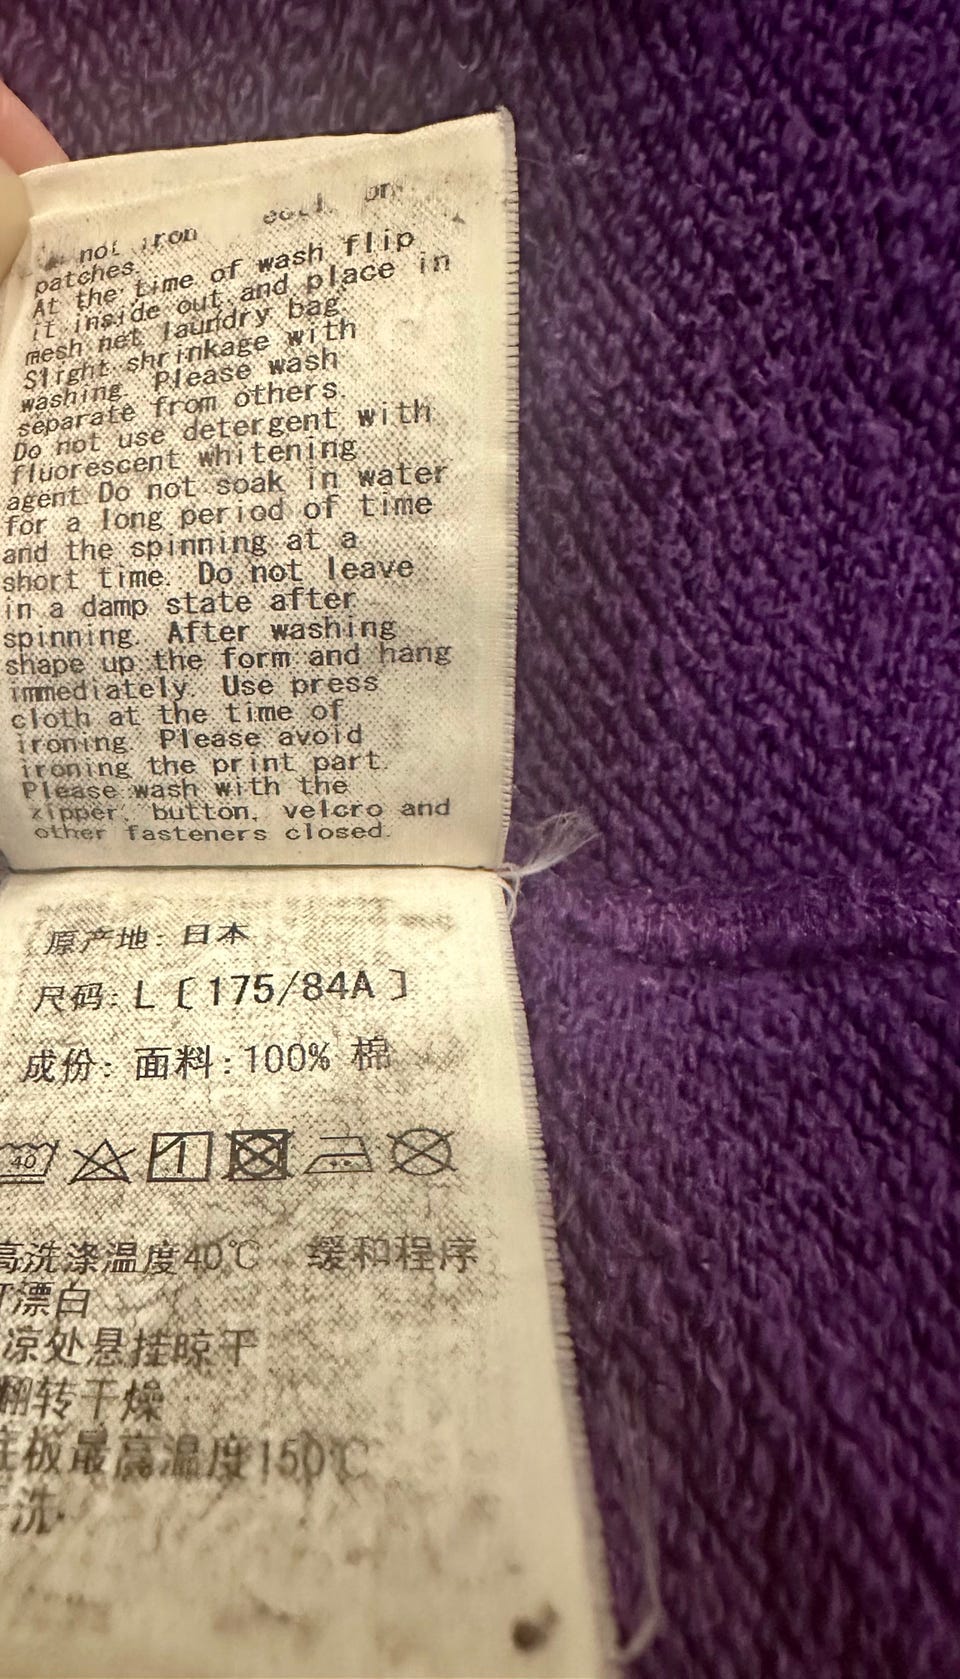 not iron
patches.
At the time of wash flip
it inside out and place in
mesh net laundry bag.
Slight shrinkage with
washing. Please wash
separate from others.
Do not use detergent with
fluorescent whitening
agent.Do not soak in water
for a long period of time
and the spinning at a
short time. Do not leave
in a damp state after
spinning. After washing
shape up the form and hang
immediately. Use press
cloth at the time of
ironing. Please avoid
ironing the print part.
Please wash with the
zipper, button, velcro and
other fasteners closed.
原产地:日本
尺码:L〔175/84A〕
成份:面料:100% 棉
40
高洗涤温度40℃ 缓和程序
漂白
凉处悬挂晾干
翻转干燥
底板最高温度150℃
洗